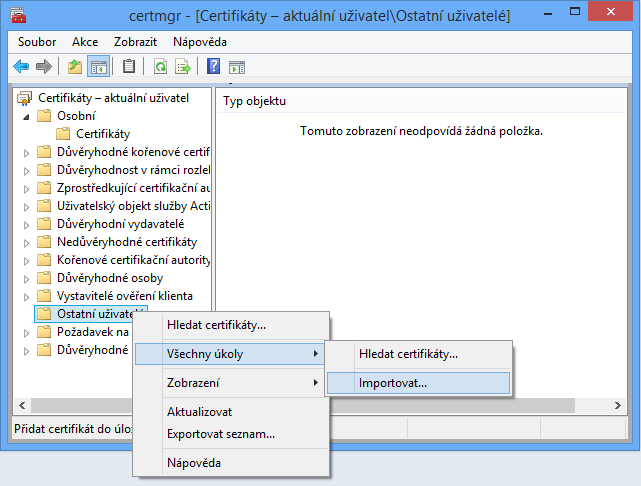 certmgr - [Certifikáty – aktuální uživatel\Ostatní uživatelé]
Soubor Akce Zobrazit Nápověda
Certifikáty – aktuální uživatel
Osobní
Certifikáty
Důvěryhodné kořenové certif
Důvěryhodnost v rámci rozleh
Zprostředkující certifikační au
Uživatelský objekt služby Acti
Důvěryhodní vydavatelé
Nedůvěryhodné certifikáty
Kořenové certifikační autority
Důvěryhodné osoby
Vystavitelé ověření klienta
Ostatní uživatelé
Požadavek na
Důvěryhodné
Typ objektu
Tomuto zobrazení neodpovídá žádná položka.
Hledat certifikáty...
Všechny úkoly
Zobrazení
Aktualizovat
Exportovat seznam...
Nápověda
Hledat certifikáty...
Importovat...
Přidat certifikát do úlož